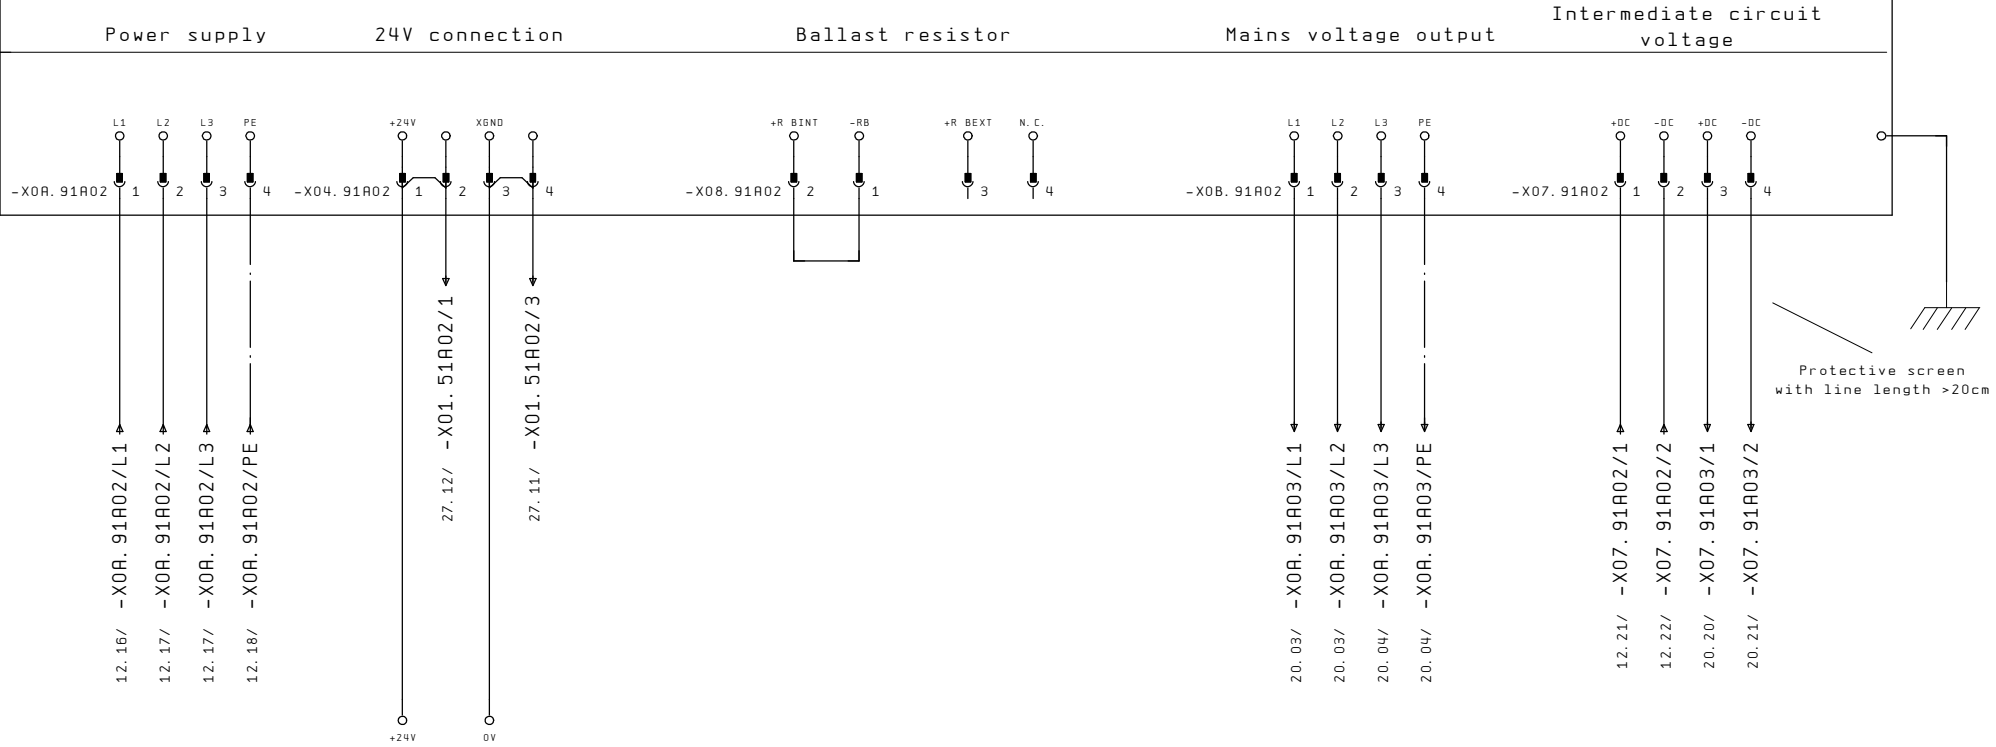 Power supply
24V connection
Ballast resistor
Mains voltage output
Intermediate circuit
voltage
L1 L2 L3 PE
+24V XGND
+R BINT -RB +R BEXT N.C.
L1 L2 L3 PE
+DC -DC +DC -DC
-X0A.91A02 1 2 3 4
-X04.91A02 1 2 3 4
-X08.91A02 2 1 3 4
-X0B.91A02 1 2 3 4
-X07.91A02 1 2 3 4
12.16/ -X0A.91A02/L1
12.17/ -X0A.91A02/L2
12.17/ -X0A.91A02/L3
12.18/ -X0A.91A02/PE
27.12/ -X01.51A02/1
27.11/ -X01.51A02/3
20.03/ -X0A.91A03/L1
20.03/ -X0A.91A03/L2
20.04/ -X0A.91A03/L3
20.04/ -X0A.91A03/PE
12.21/ -X07.91A02/1
12.22/ -X07.91A02/2
20.20/ -X07.91A03/1
20.21/ -X07.91A03/2
Protective screen
with line length >20cm
+24V
0V